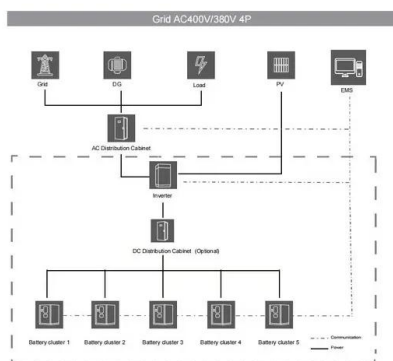 Grid AC400V/380V 4P
Grid
DG
Load
PV
EMS
AC Distribution Cabinet
Inverter
DC Distribution Cabinet (Optional)
Battery cluster 1
Battery cluster 2
Battery cluster 3
Battery cluster 4
Battery cluster 5
Communication
Power